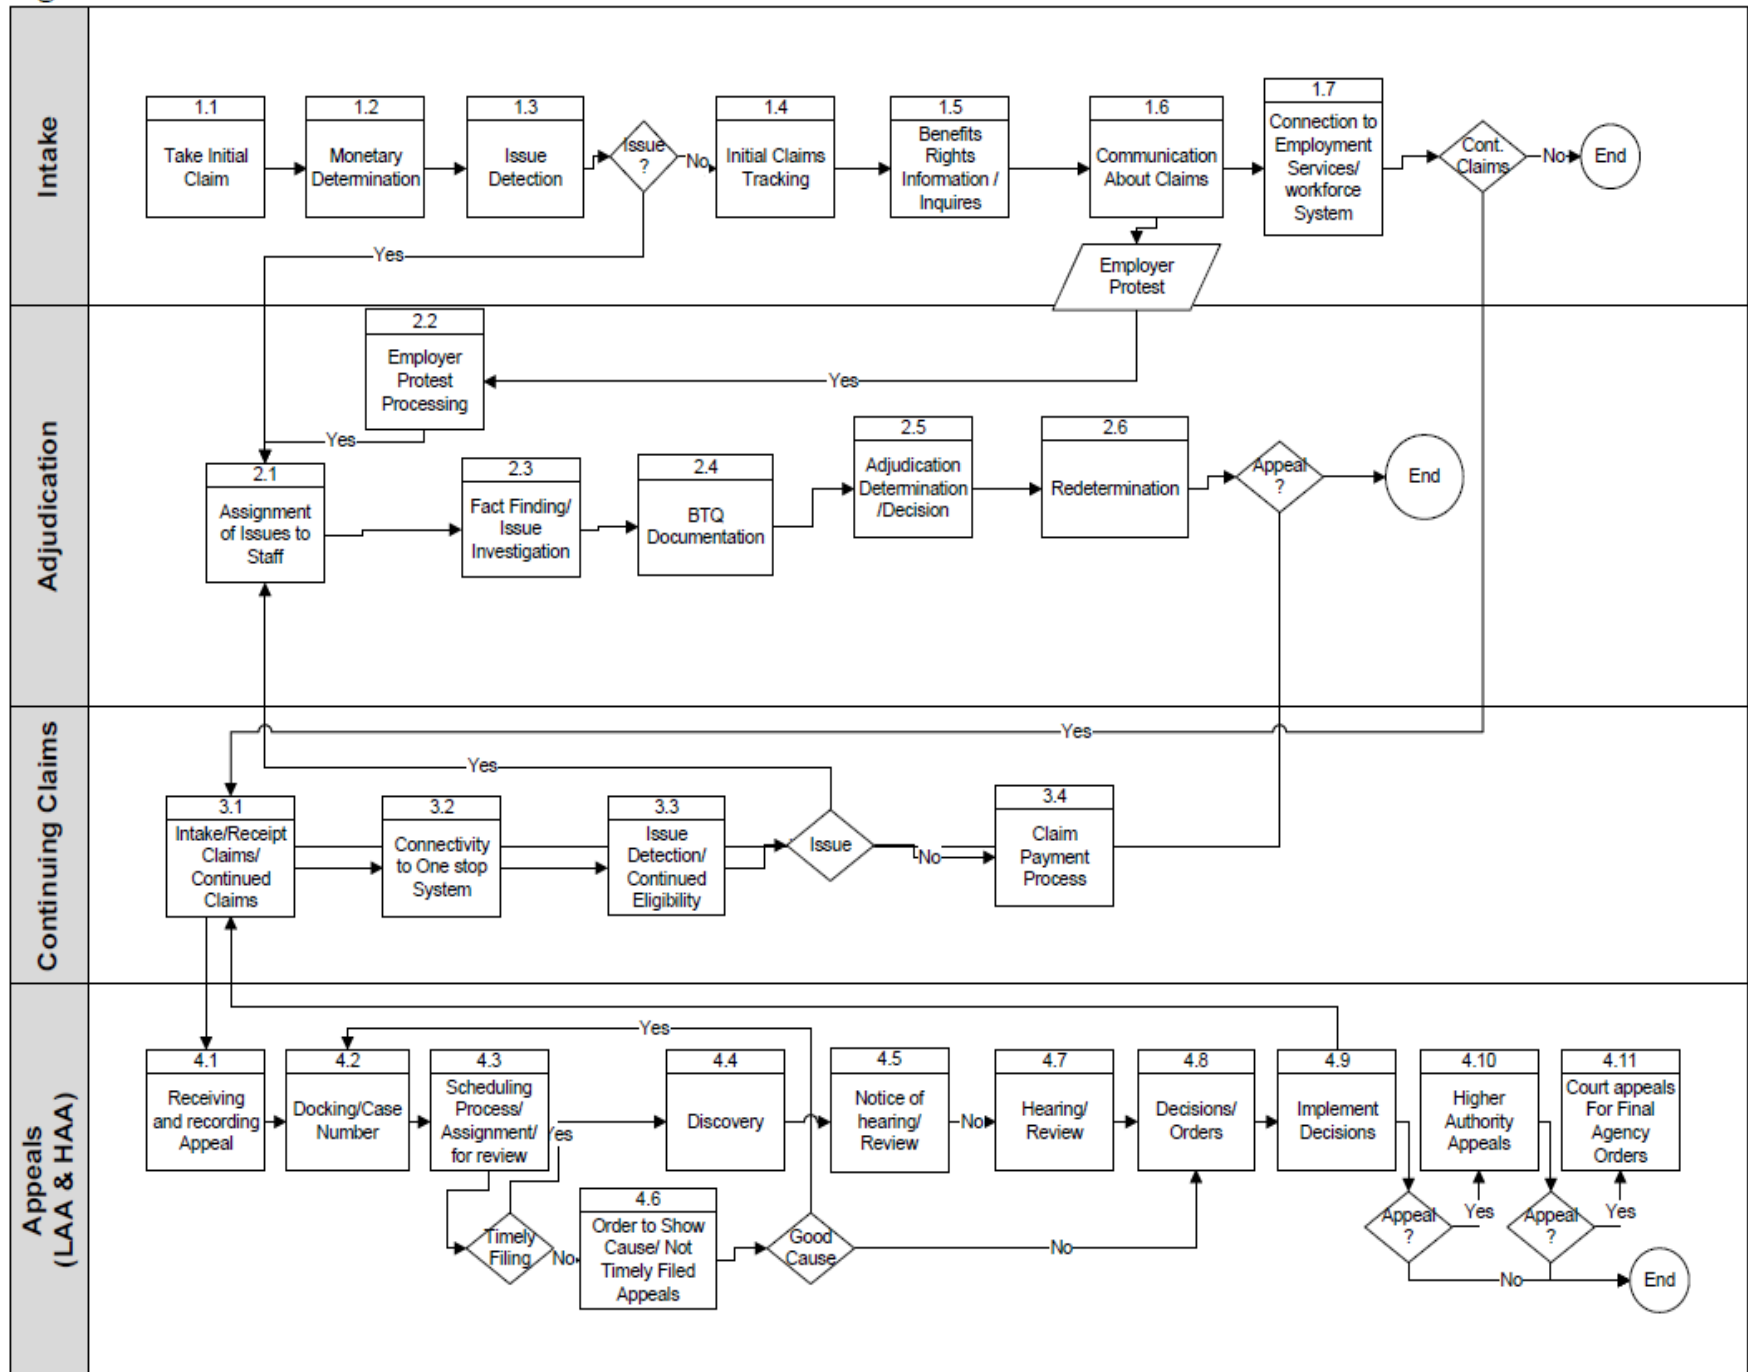 Intake
1.1
Take Initial
Claim
1.2
Monetary
Determination
1.3
Issue
Detection
Issue
?
No
1.4
Initial Claims
Tracking
1.5
Benefits
Rights
Information /
Inquires
1.6
Communication
About Claims
1.7
Connection to
Employment
Services/
workforce
System
Cont.
Claims
No
End
Yes
Employer
Protest
Adjudication
2.2
Employer
Protest
Processing
Yes
Yes
2.1
Assignment
of Issues to
Staff
2.3
Fact Finding/
Issue
Investigation
2.4
BTQ
Documentation
2.5
Adjudication
Determination
/Decision
2.6
Redetermination
Appeal
?
End
Continuing Claims
Yes
Yes
3.1
Intake/Receipt
Claims/
Continued
Claims
3.2
Connectivity
to One stop
System
3.3
Issue
Detection/
Continued
Eligibility
Issue
No
3.4
Claim
Payment
Process
Appeals
(LAA & HAA)
Yes
4.1
Receiving
and recording
Appeal
4.2
Docking/Case
Number
4.3
Scheduling
Process/
Assignment/
for review
Yes
4.4
Discovery
4.5
Notice of
hearing/
Review
No
4.7
Hearing/
Review
4.8
Decisions/
Orders
4.9
Implement
Decisions
4.10
Higher
Authority
Appeals
4.11
Court appeals
For Final
Agency
Orders
Timely
Filing
No
4.6
Order to Show
Cause/ Not
Timely Filed
Appeals
Good
Cause
No
Appeal
?
Yes
Appeal
?
Yes
No
End